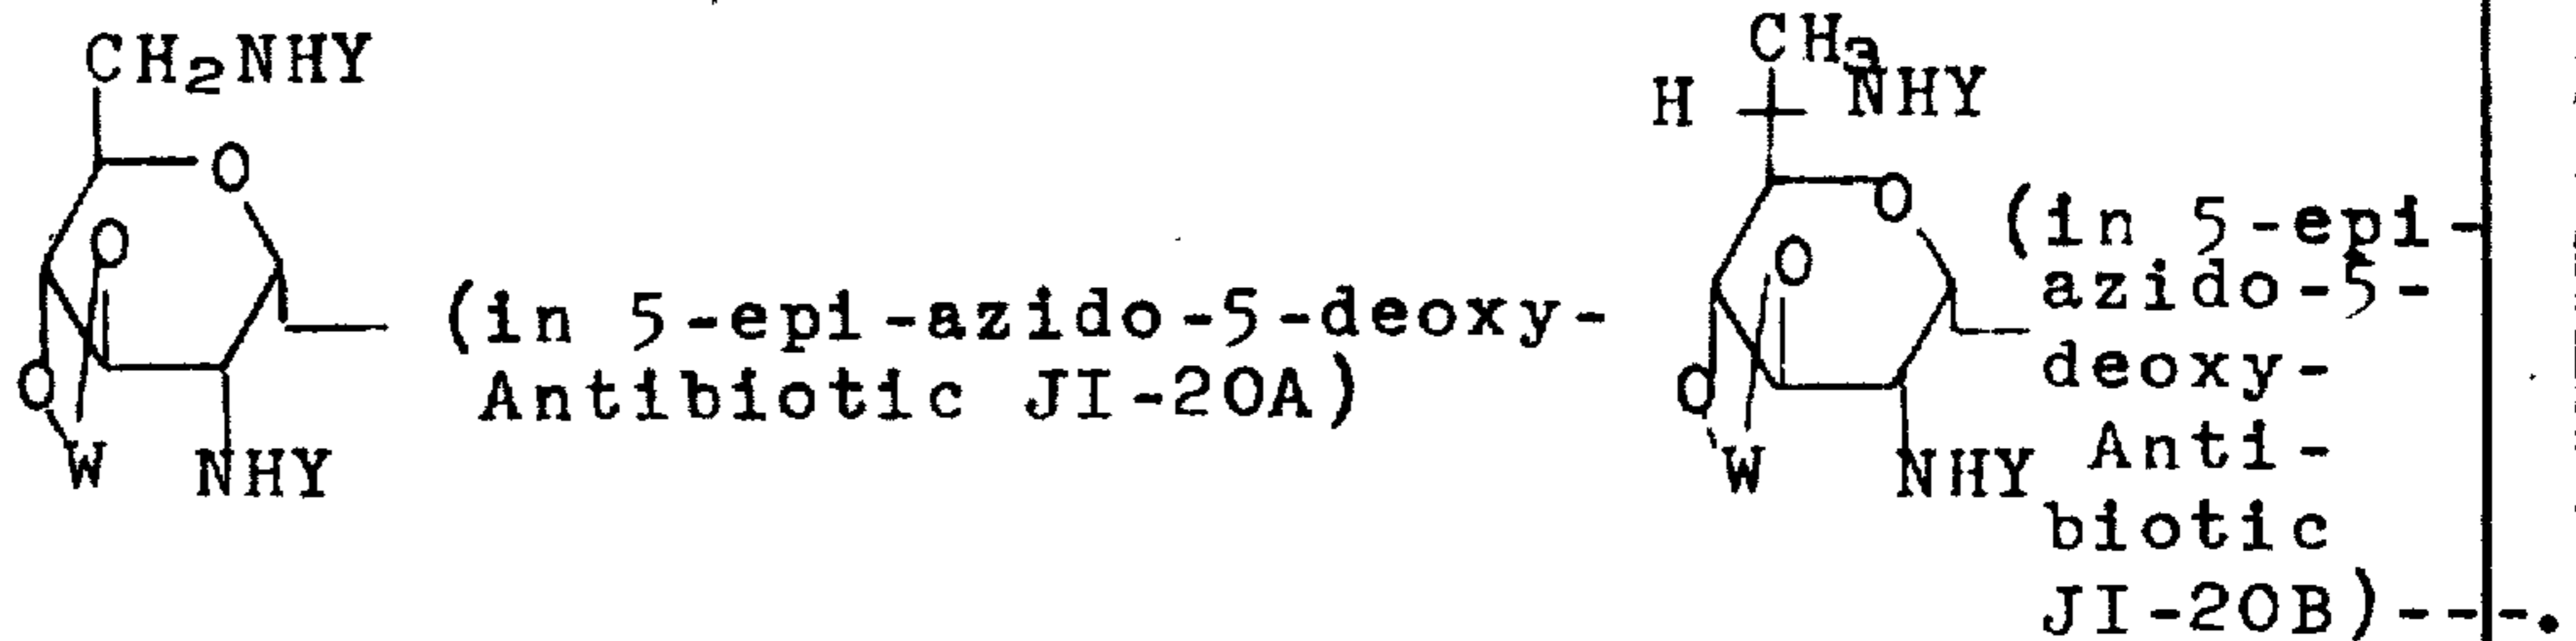 CH₂NHY
O
O
O
W
NHY
(in 5-epi-azido-5-deoxy-
Antibiotic JI-20A)
CH₃
H
NHY
O
O
O
W
NHY
(in 5-epi-
azido-5-
deoxy-
Anti-
biotic
JI-20B)---.